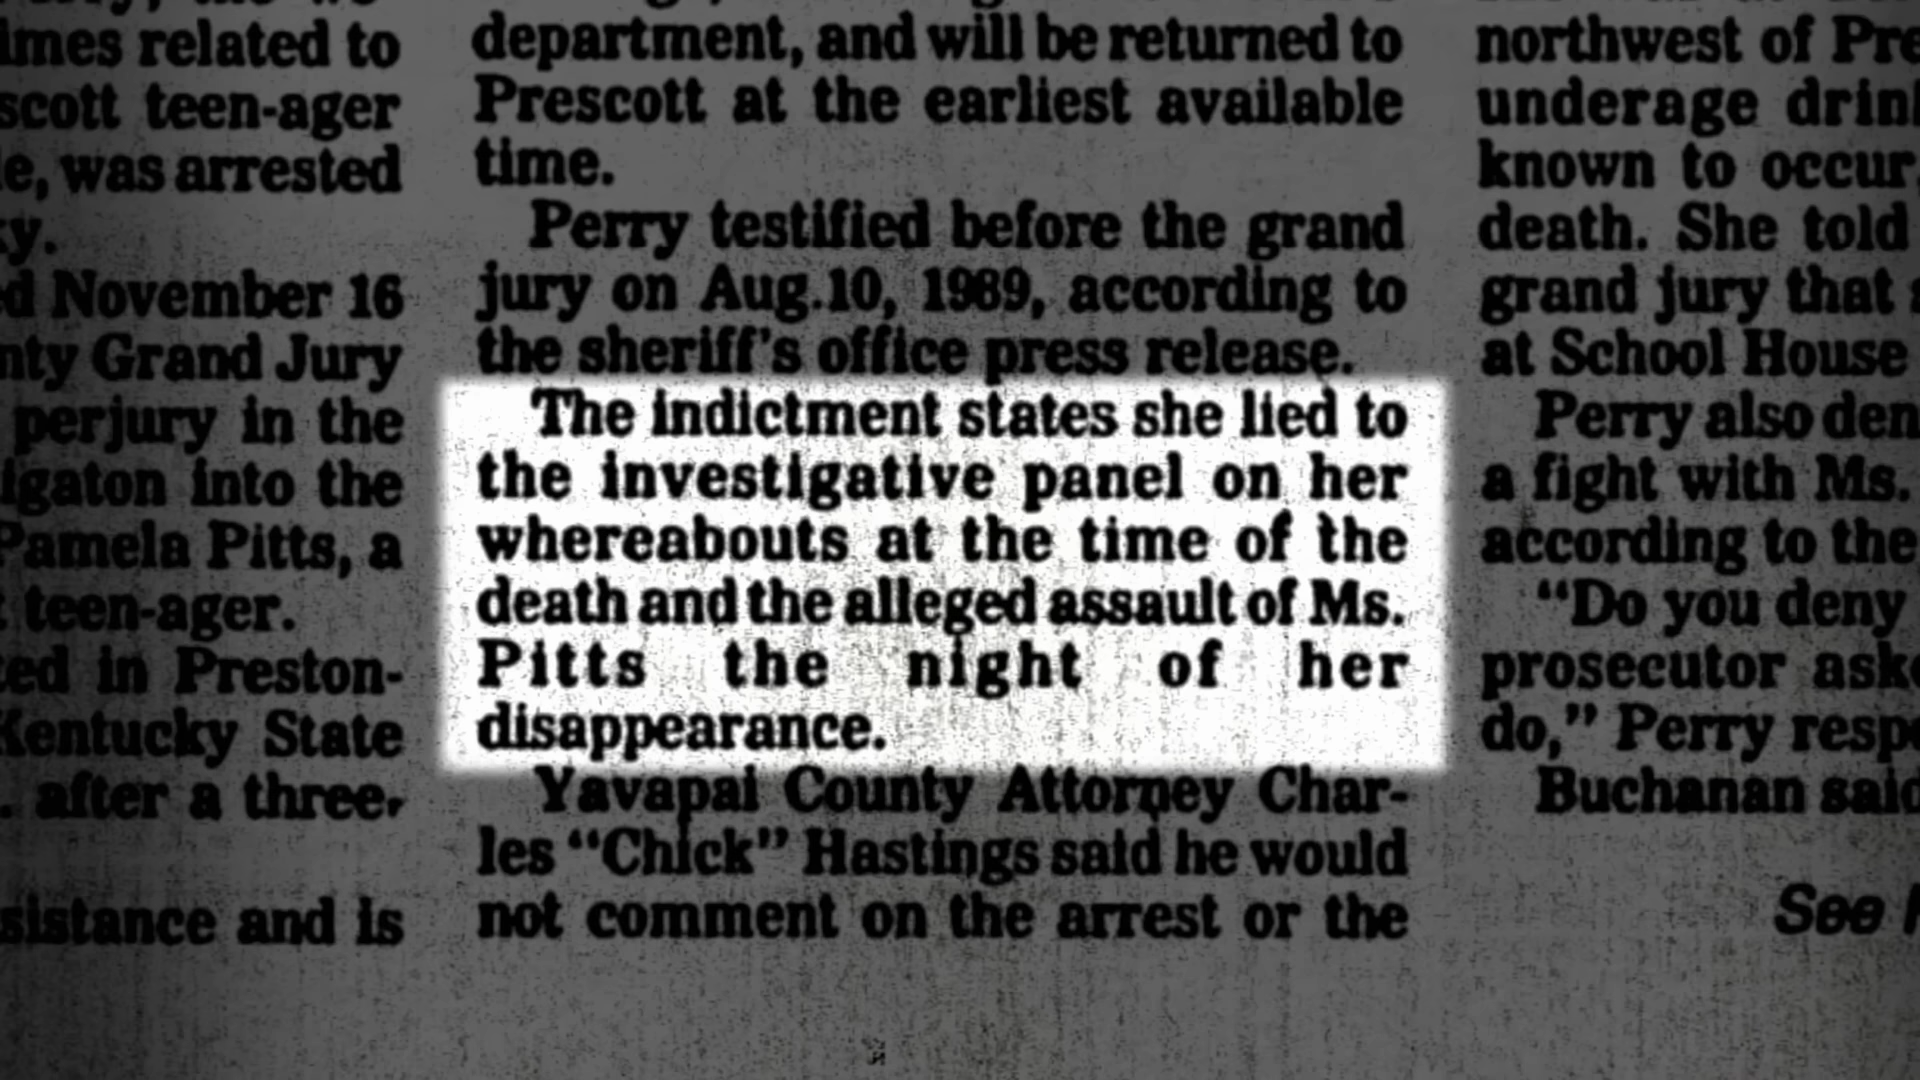 imes related to
scott teen-ager
le, was arrested
ky.
ed November 16
nty Grand Jury
perjury in the
igaton into the
Pamela Pitts, a
teen-ager.
ted in Preston-
Kentucky State
. after a three-
sistance and is
department, and will be returned to
Prescott at the earliest available
time.
Perry testified before the grand
jury on Aug.10, 1989, according to
the sheriff's office press release.
The indictment states she lied to
the investigative panel on her
whereabouts at the time of the
death and the alleged assault of Ms.
Pitts the night of her
disappearance.
Yavapai County Attorney Char-
les “Chick” Hastings said he would
not comment on the arrest or the
northwest of Pre
underage drin
known to occur.
death. She told
grand jury that
at School House
Perry also den
a fight with Ms.
according to the
“Do you deny
prosecutor aske
do,” Perry resp
Buchanan said
See